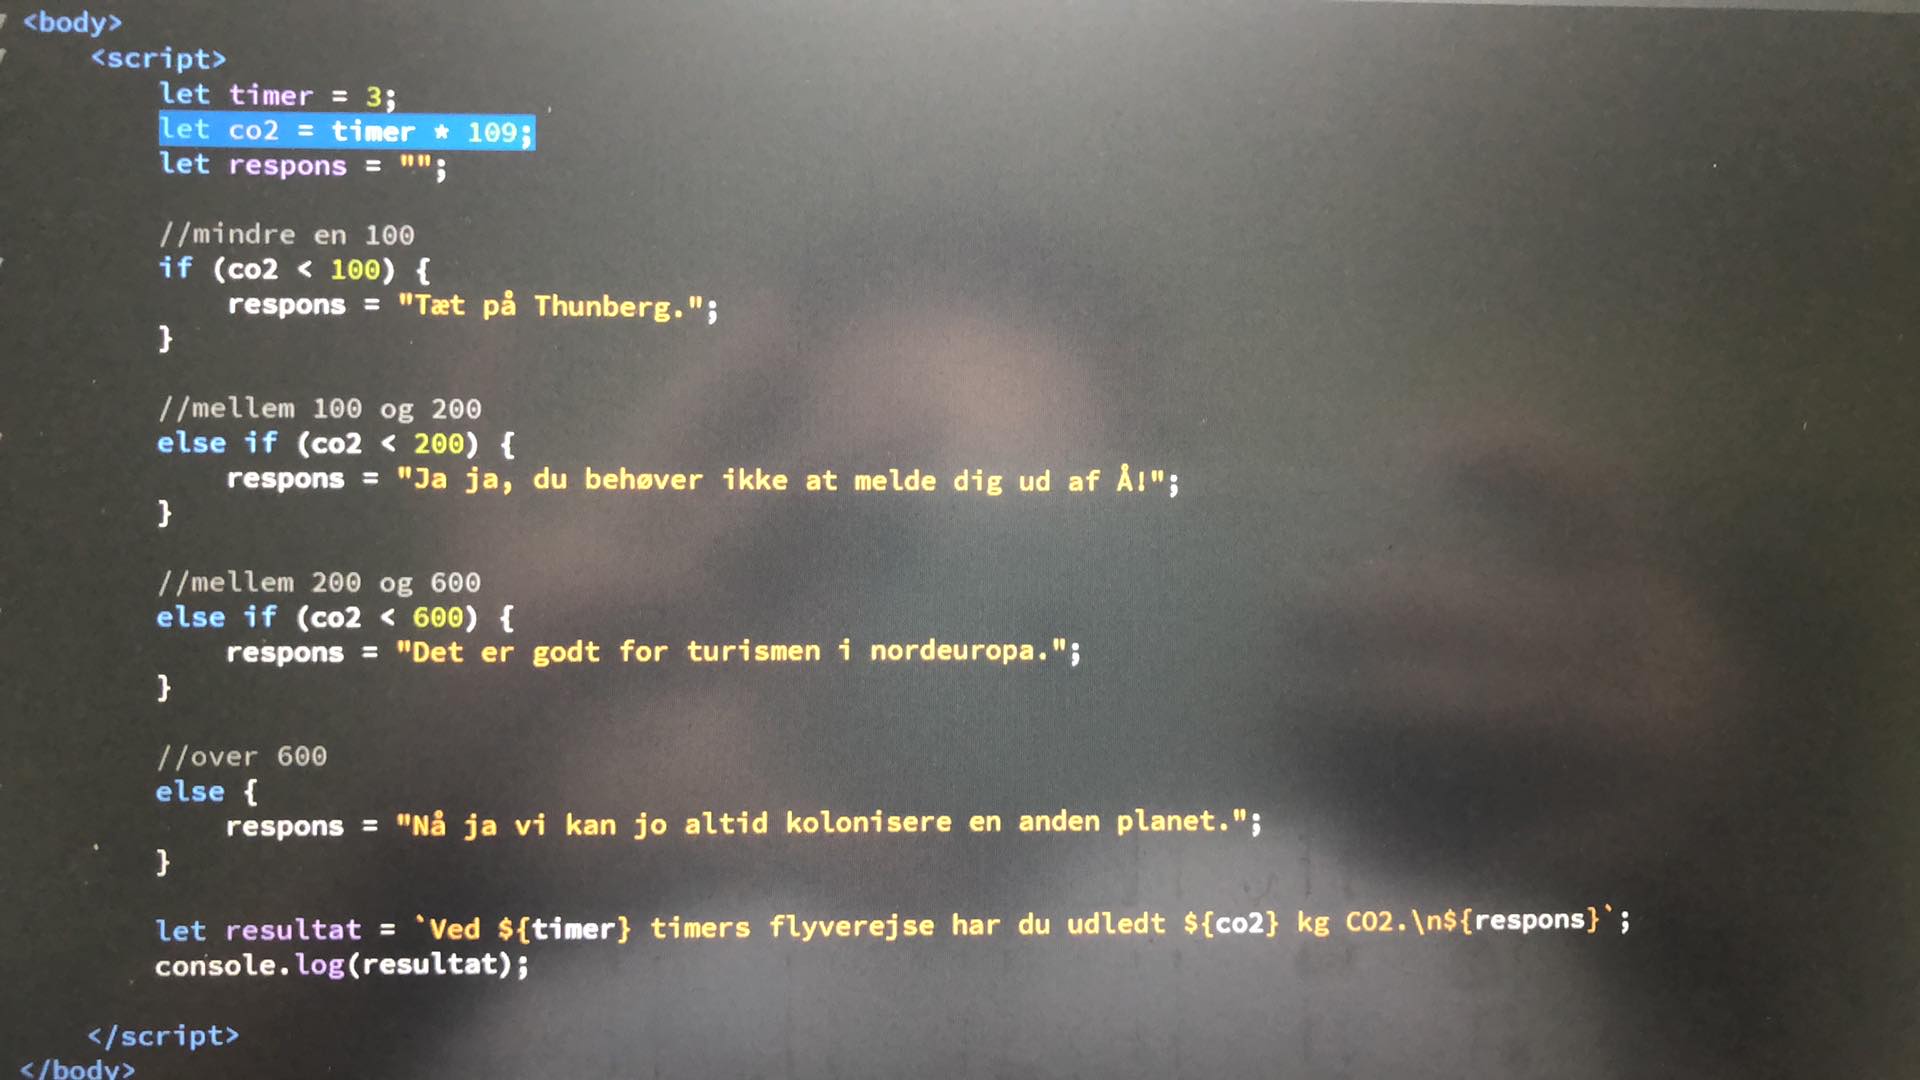 <body>
<script>
let timer = 3;
let co2 = timer * 109;
let respons = "";
//mindre en 100
if (co2 < 100) {
respons = "Tæt på Thunberg.";
}
//mellem 100 og 200
else if (co2 < 200) {
respons = "Ja ja, du behøver ikke at melde dig ud af Å!";
}
//mellem 200 og 600
else if (co2 < 600) {
respons = "Det er godt for turismen i nordeuropa.";
}
//over 600
else {
respons = "Nå ja vi kan jo altid kolonisere en anden planet.";
}
let resultat = `Ved ${timer} timers flyverejse har du udledt ${co2} kg CO2.\n${respons}`;
console.log(resultat);
</script>
</body>